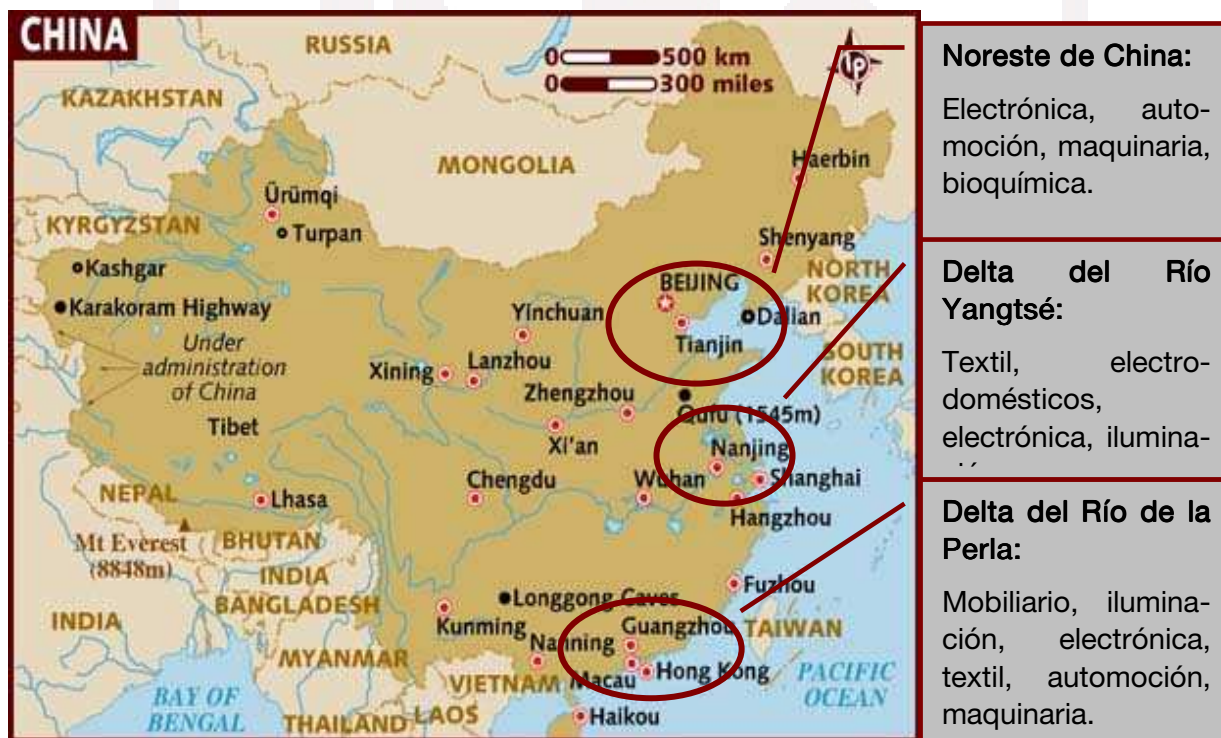 CHINA
RUSSIA
0 500 km
0 300 miles
KAZAKHSTAN
MONGOLIA
Haerbin
Ürümqi
KYRGYZSTAN
Turpan
Shenyang
Kashgar
BEIJING
NORTH
KOREA
Karakoram Highway
Yinchuan
Dalian
Under
administration
of China
Tianjin
SOUTH
KOREA
Xining
Lanzhou
Zhengzhou
Qufu (1545m)
Tibet
Xi'an
Nanjing
Chengdu
Wuhan
Shanghai
NEPAL
Lhasa
Hangzhou
Mt Everest
(8848m)
BHUTAN
INDIA
Fuzhou
BANGLADESH
Longgong Caves
INDIA
Kunming
Nanning
Guangzhou
TAIWAN
MYANMAR
VIETNAM
Macau
Hong Kong
PACIFIC
OCEAN
BAY OF
BENGAL
THAILAND
LAOS
Haikou
Noreste de China:
Electrónica, auto-
moción, maquinaria,
bioquímica.
Delta del Río
Yangtsé:
Textil, electro-
domésticos,
electrónica, ilumina-
Delta del Río de la
Perla:
Mobiliario, ilumina-
ción, electrónica,
textil, automoción,
maquinaria.